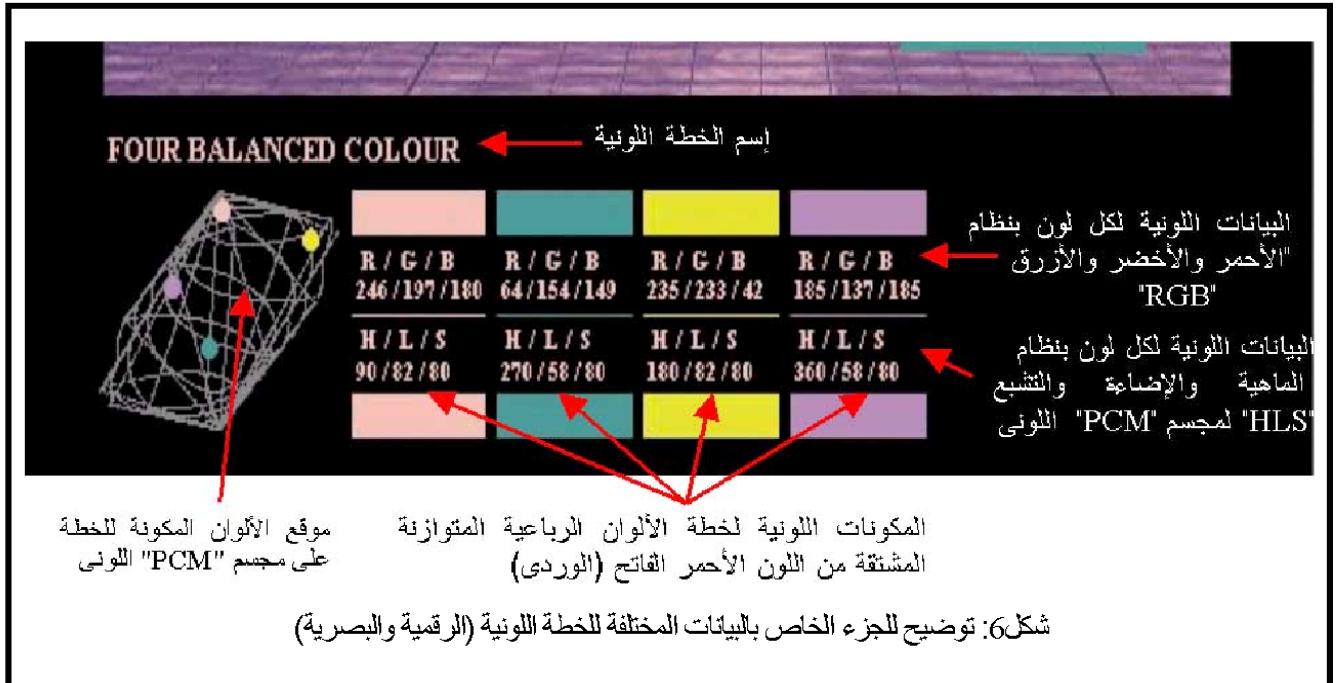 إسم الخطة اللونية
FOUR BALANCED COLOUR
البيانات اللونية لكل لون بنظام
"الأحمر والأخضر والأزرق
"RGB"
R / G / B R / G / B R / G / B R / G / B
246/197/180 64/154/149 235/233/42 185/137/185
H / L / S H / L / S H / L / S H / L / S
90/82/80 270/58/80 180/82/80 360/58/80
البيانات اللونية لكل لون بنظام
الماهية والإضاءة والتشبع
"HLS" لمجسم "PCM" اللونى
المكونات اللونية لخطة الألوان الرباعية المتوازنة
المشتقة من اللون الأحمر الفاتح (الوردى)
موقع الألوان المكونة للخطة
على مجسم "PCM" اللونى
شكل6: توضيح للجزء الخاص بالبيانات المختلفة للخطة اللونية (الرقمية والبصرية)